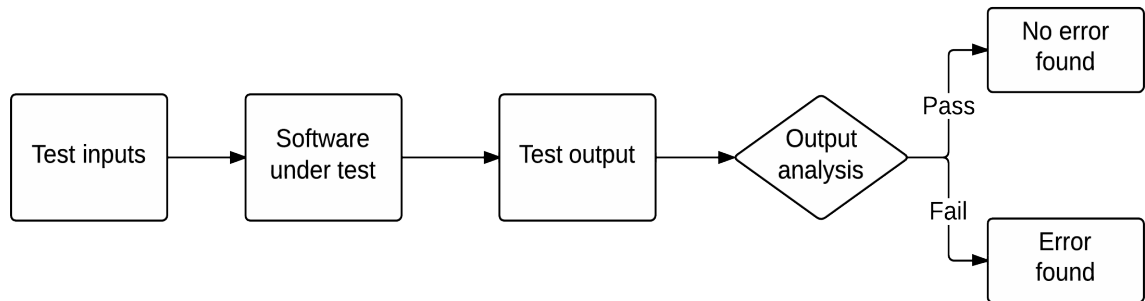 Test inputs
Software
under test
Test output
Output
analysis
Pass
No error
found
Fail
Error
found